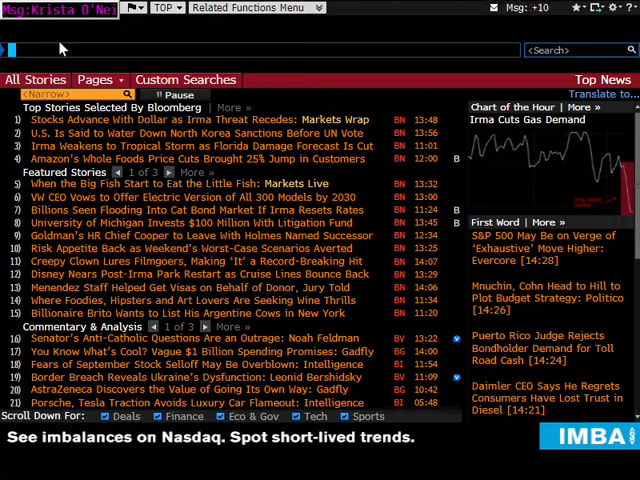 Msg:Krista O'Nei TOP Related Functions Menu Msg: +10
<Search>
All Stories Pages Custom Searches Top News
<Narrow> Pause Translate to...
Top Stories Selected By Bloomberg | More »
1) Stocks Advance With Dollar as Irma Threat Recedes: Markets Wrap BN 13:48
2) U.S. Is Said to Water Down North Korea Sanctions Before UN Vote BN 13:56
3) Irma Weakens to Tropical Storm as Florida Damage Forecast Is Cut BN 11:01
4) Amazon's Whole Foods Price Cuts Brought 25% Jump in Customers BN 12:00 B
Featured Stories 1 of 3 More »
5) When the Big Fish Start to Eat the Little Fish: Markets Live BN 13:32
6) VW CEO Vows to Offer Electric Version of All 300 Models by 2030 BN 13:00
7) Billions Seen Flooding Into Cat Bond Market If Irma Resets Rates BN 11:24 B
8) University of Michigan Invests $100 Million With Litigation Fund BN 13:45 B
9) Goldman's HR Chief Cooper to Leave With Holmes Named Successor BN 12:34
10) Risk Appetite Back as Weekend's Worst-Case Scenarios Averted BN 13:25
11) Creepy Clown Lures Filmgoers, Making 'It' a Record-Breaking Hit BN 14:07
12) Disney Nears Post-Irma Park Restart as Cruise Lines Bounce Back BN 13:29
13) Menendez Staff Helped Get Visas on Behalf of Donor, Jury Told BN 14:06
14) Where Foodies, Hipsters and Art Lovers Are Seeking Wine Thrills BN 11:34
15) Billionaire Brito Wants to List His Argentine Cows in New York BN 11:20
Commentary & Analysis 1 of 3 More »
16) Senator's Anti-Catholic Questions Are an Outrage: Noah Feldman BV 13:22
17) You Know What's Cool? Vague $1 Billion Spending Promises: Gadfly BG 14:00
18) Fears of September Stock Selloff May Be Overblown: Intelligence BI 11:54
19) Border Breach Reveals Ukraine's Dysfunction: Leonid Bershidsky BV 11:09
20) AstraZeneca Discovers the Value of Going Its Own Way: Gadfly BG 10:42
21) Porsche, Tesla Traction Avoids Luxury Car Flameout: Intelligence BI 05:48
Chart of the Hour | More »
Irma Cuts Gas Demand
First Word | More »
S&P 500 May Be on Verge of
'Exhaustive' Move Higher:
Evercore [14:28]
Mnuchin, Cohn Head to Hill to
Plot Budget Strategy: Politico
[14:26]
Puerto Rico Judge Rejects
Bondholder Demand for Toll
Road Cash [14:24]
Daimler CEO Says He Regrets
Consumers Have Lost Trust in
Diesel [14:21]
Scroll Down For: Deals Finance Eco & Gov Tech Sports
See imbalances on Nasdaq. Spot short-lived trends. IMBA